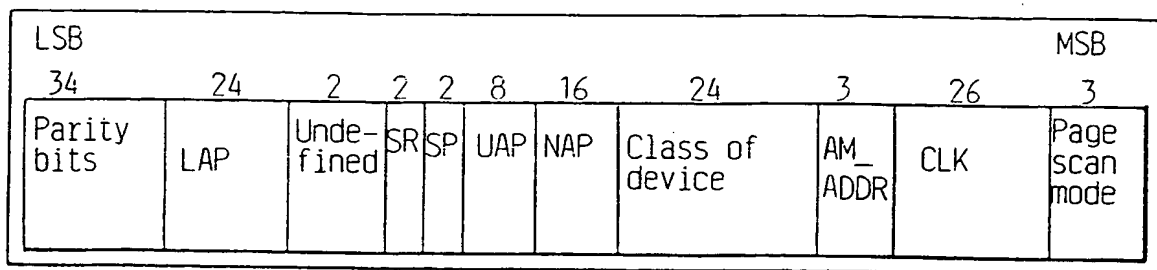 LSB MSB
34 24 2 2 2 8 16 24 3 26 3
Parity bits
LAP
Unde-
fined
SR
SP
UAP
NAP
Class of
device
AM_
ADDR
CLK
Page
scan
mode